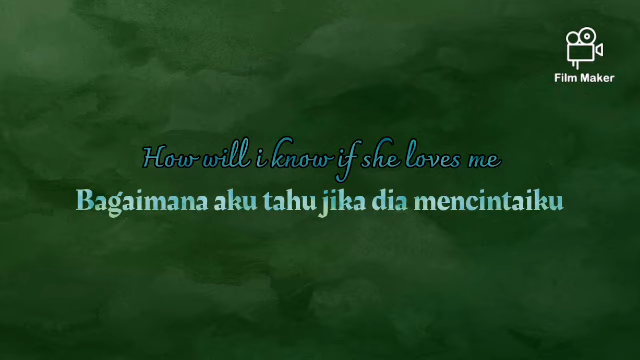 Film Maker
How will i know if she loves me
Bagaimana aku tahu jika dia mencintaiku